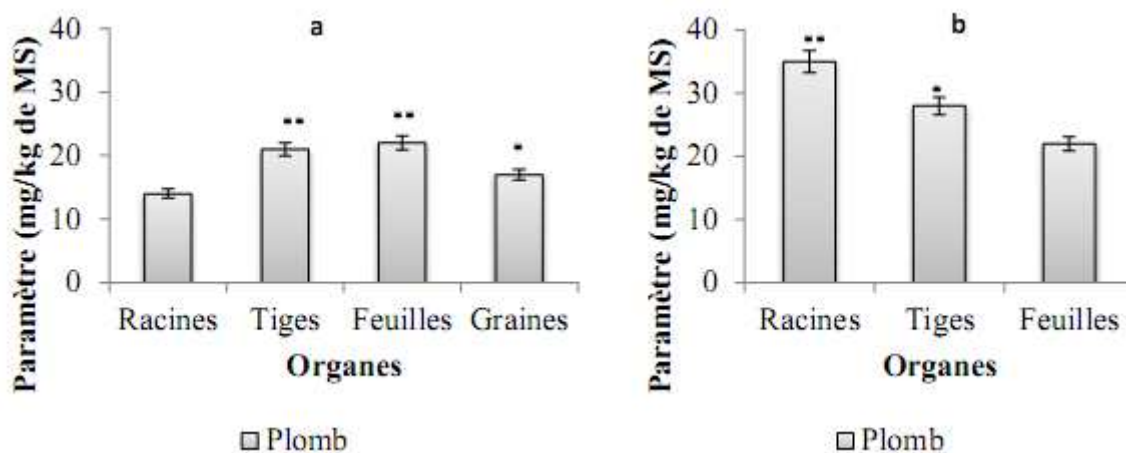 a
Paramètre (mg/kg de MS)
40
30
20
10
0
** ** *
Racines Tiges Feuilles Graines
Organes
Plomb
b
Paramètre (mg/kg de MS)
40
30
20
10
0
** *
Racines Tiges Feuilles
Organes
Plomb